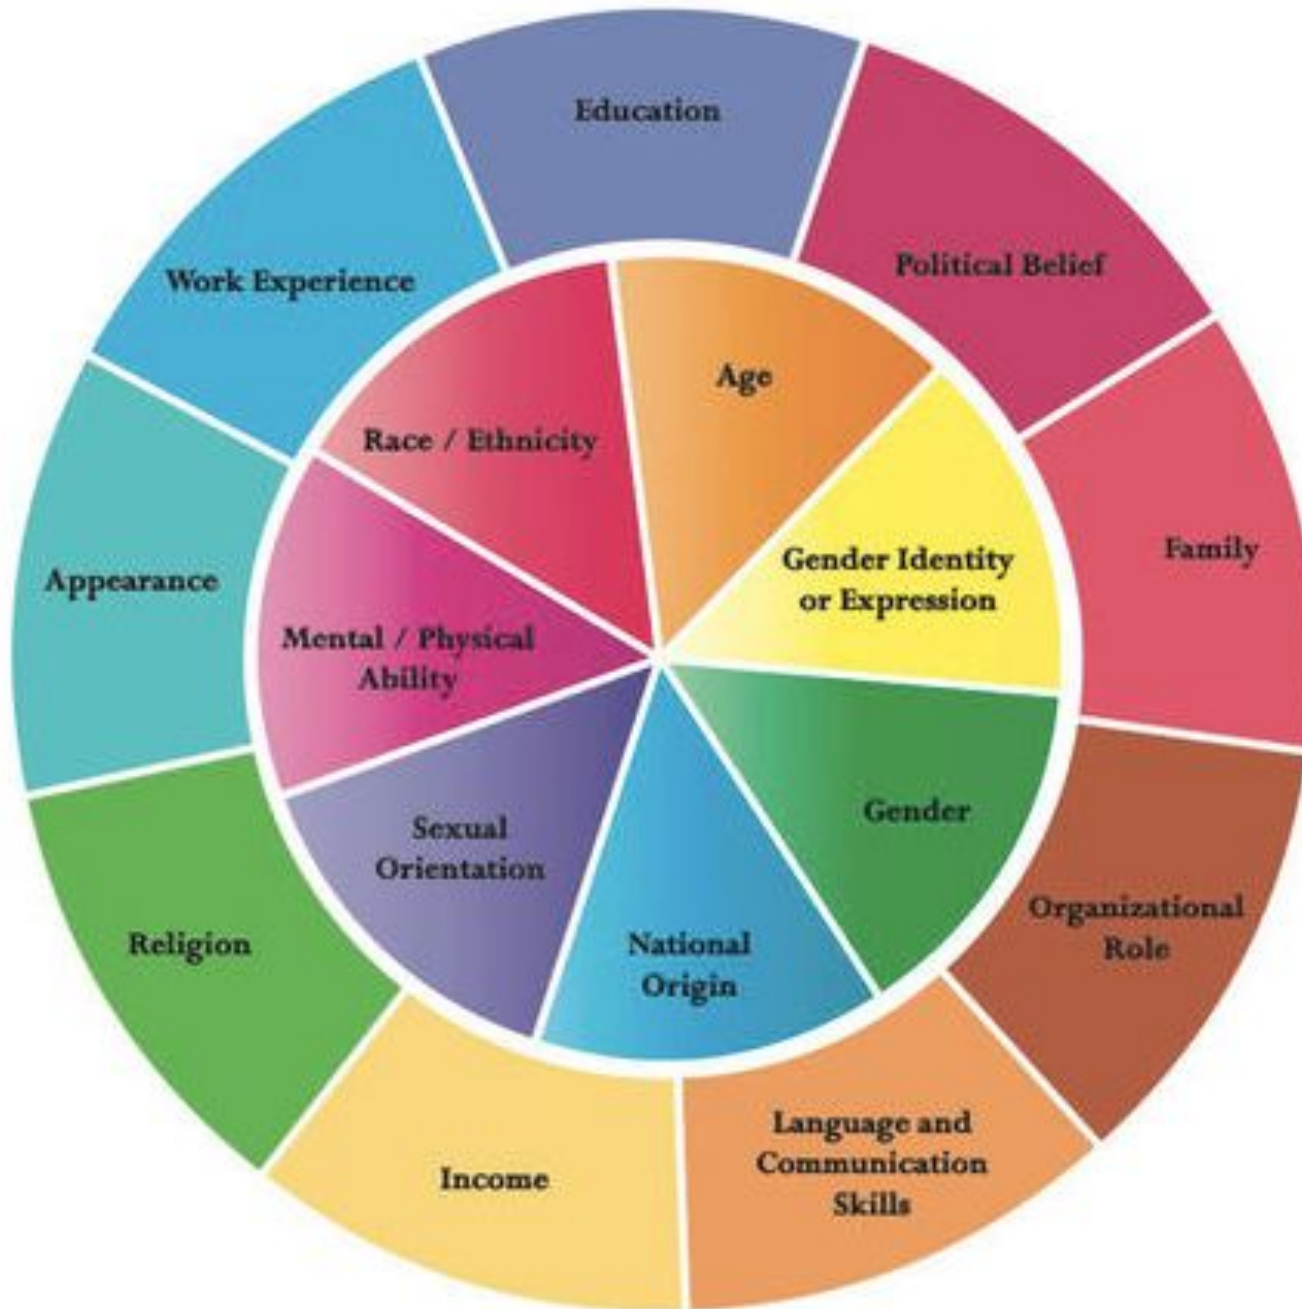 Education
Political Belief
Family
Organizational
Role
Language and
Communication
Skills
Income
Religion
Appearance
Work Experience
Age
Gender Identity
or Expression
Gender
National
Origin
Sexual
Orientation
Mental / Physical
Ability
Race / Ethnicity